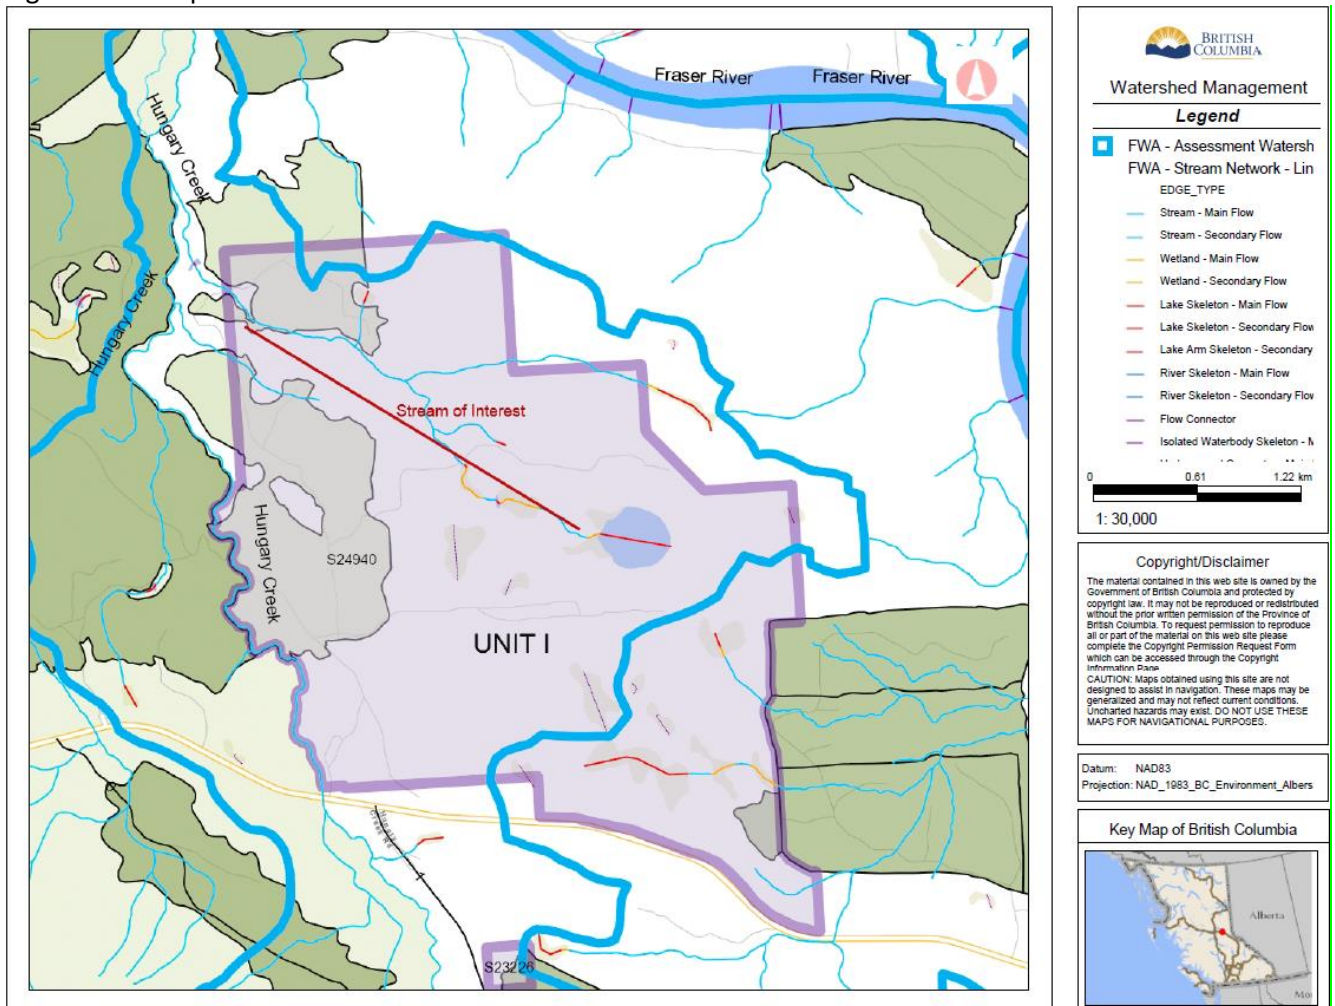 Fraser River
Fraser River
Hungary Creek
Hungary Creek
Stream of Interest
Hungary Creek
S24940
UNIT I
S23226
BRITISH
COLUMBIA
Watershed Management
Legend
FWA - Assessment Watersh
FWA - Stream Network - Lin
EDGE_TYPE
Stream - Main Flow
Stream - Secondary Flow
Wetland - Main Flow
Wetland - Secondary Flow
Lake Skeleton - Main Flow
Lake Skeleton - Secondary Flow
Lake Arm Skeleton - Secondary
River Skeleton - Main Flow
River Skeleton - Secondary Flow
Flow Connector
Isolated Waterbody Skeleton - M
0 0.61 1.22 km
1: 30,000
Copyright/Disclaimer
The material contained in this web site is owned by the
Government of British Columbia and protected by
copyright law. It may not be reproduced or redistributed
without the prior written permission of the Province of
British Columbia. To request permission to reproduce
all or part of the material on this web site please
complete the Copyright Permission Request Form
which can be accessed through the Copyright
Information Page.
CAUTION: Maps obtained using this site are not
designed to assist in navigation. These maps may be
generalized and may not reflect current conditions.
Uncharted hazards may exist. DO NOT USE THESE
MAPS FOR NAVIGATIONAL PURPOSES.
Datum: NAD83
Projection: NAD_1983_BC_Environment_Albers
Key Map of British Columbia
Alberta